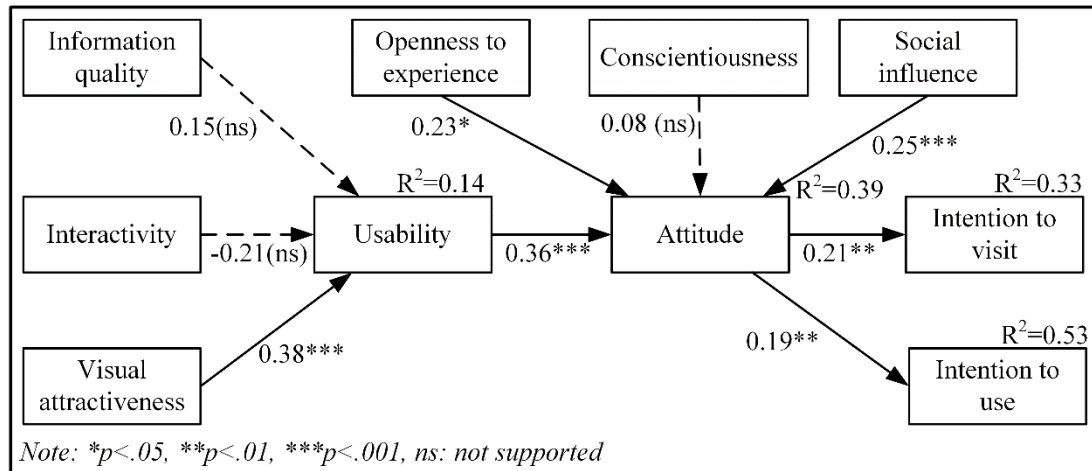 Information
quality
Openness to
experience
Conscientiousness
Social
influence
0.15(ns)
0.23*
0.08 (ns)
0.25***
R²=0.14
R²=0.39
R²=0.33
Interactivity
-0.21(ns)
Usability
0.36***
Attitude
0.21**
Intention to
visit
0.38***
0.19**
R²=0.53
Visual
attractiveness
Intention to
use
Note: *p<.05, **p<.01, ***p<.001, ns: not supported